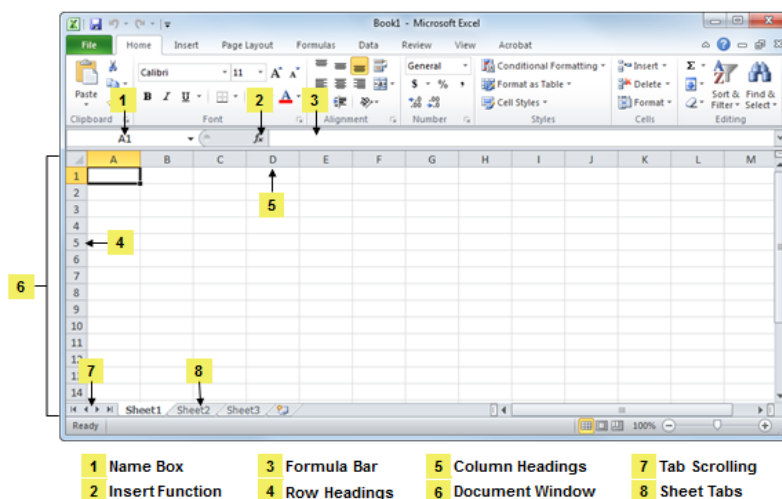 Book1 - Microsoft Excel
File Home Insert Page Layout Formulas Data Review View Acrobat
Calibri 11 A A General Conditional Formatting Insert Σ
Paste B I U A $ % , Format as Table Delete Sort & Find &
Cell Styles Format Filter Select
Clipboard Font Alignment Number Styles Cells Editing
1 2 3
A1 fx
A B C D E F G H I J K L M
1
2
3 5
4
5 4
6
6
7
8
9
10
11
12
7 8
13
14
Sheet1 Sheet2 Sheet3
Ready 100%
1 Name Box 3 Formula Bar 5 Column Headings 7 Tab Scrolling
2 Insert Function 4 Row Headings 6 Document Window 8 Sheet Tabs